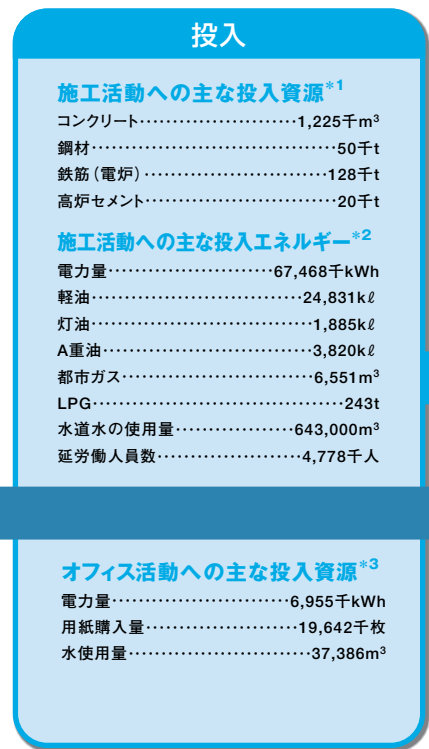 投入
施工活動への主な投入資源*1
コンクリート………………………1,225千m³
鋼材………………………………50千t
鉄筋（電炉）…………………………128千t
高炉セメント…………………………20千t
施工活動への主な投入エネルギー*2
電力量………………………67,468千kWh
軽油………………………………24,831kℓ
灯油………………………………1,885kℓ
A重油……………………………3,820kℓ
都市ガス…………………………6,551m³
LPG…………………………………243t
水道水の使用量………………643,000m³
延労働人員数…………………4,778千人
オフィス活動への主な投入資源*3
電力量………………………6,955千kWh
用紙購入量……………………19,642千枚
水使用量…………………………37,386m³